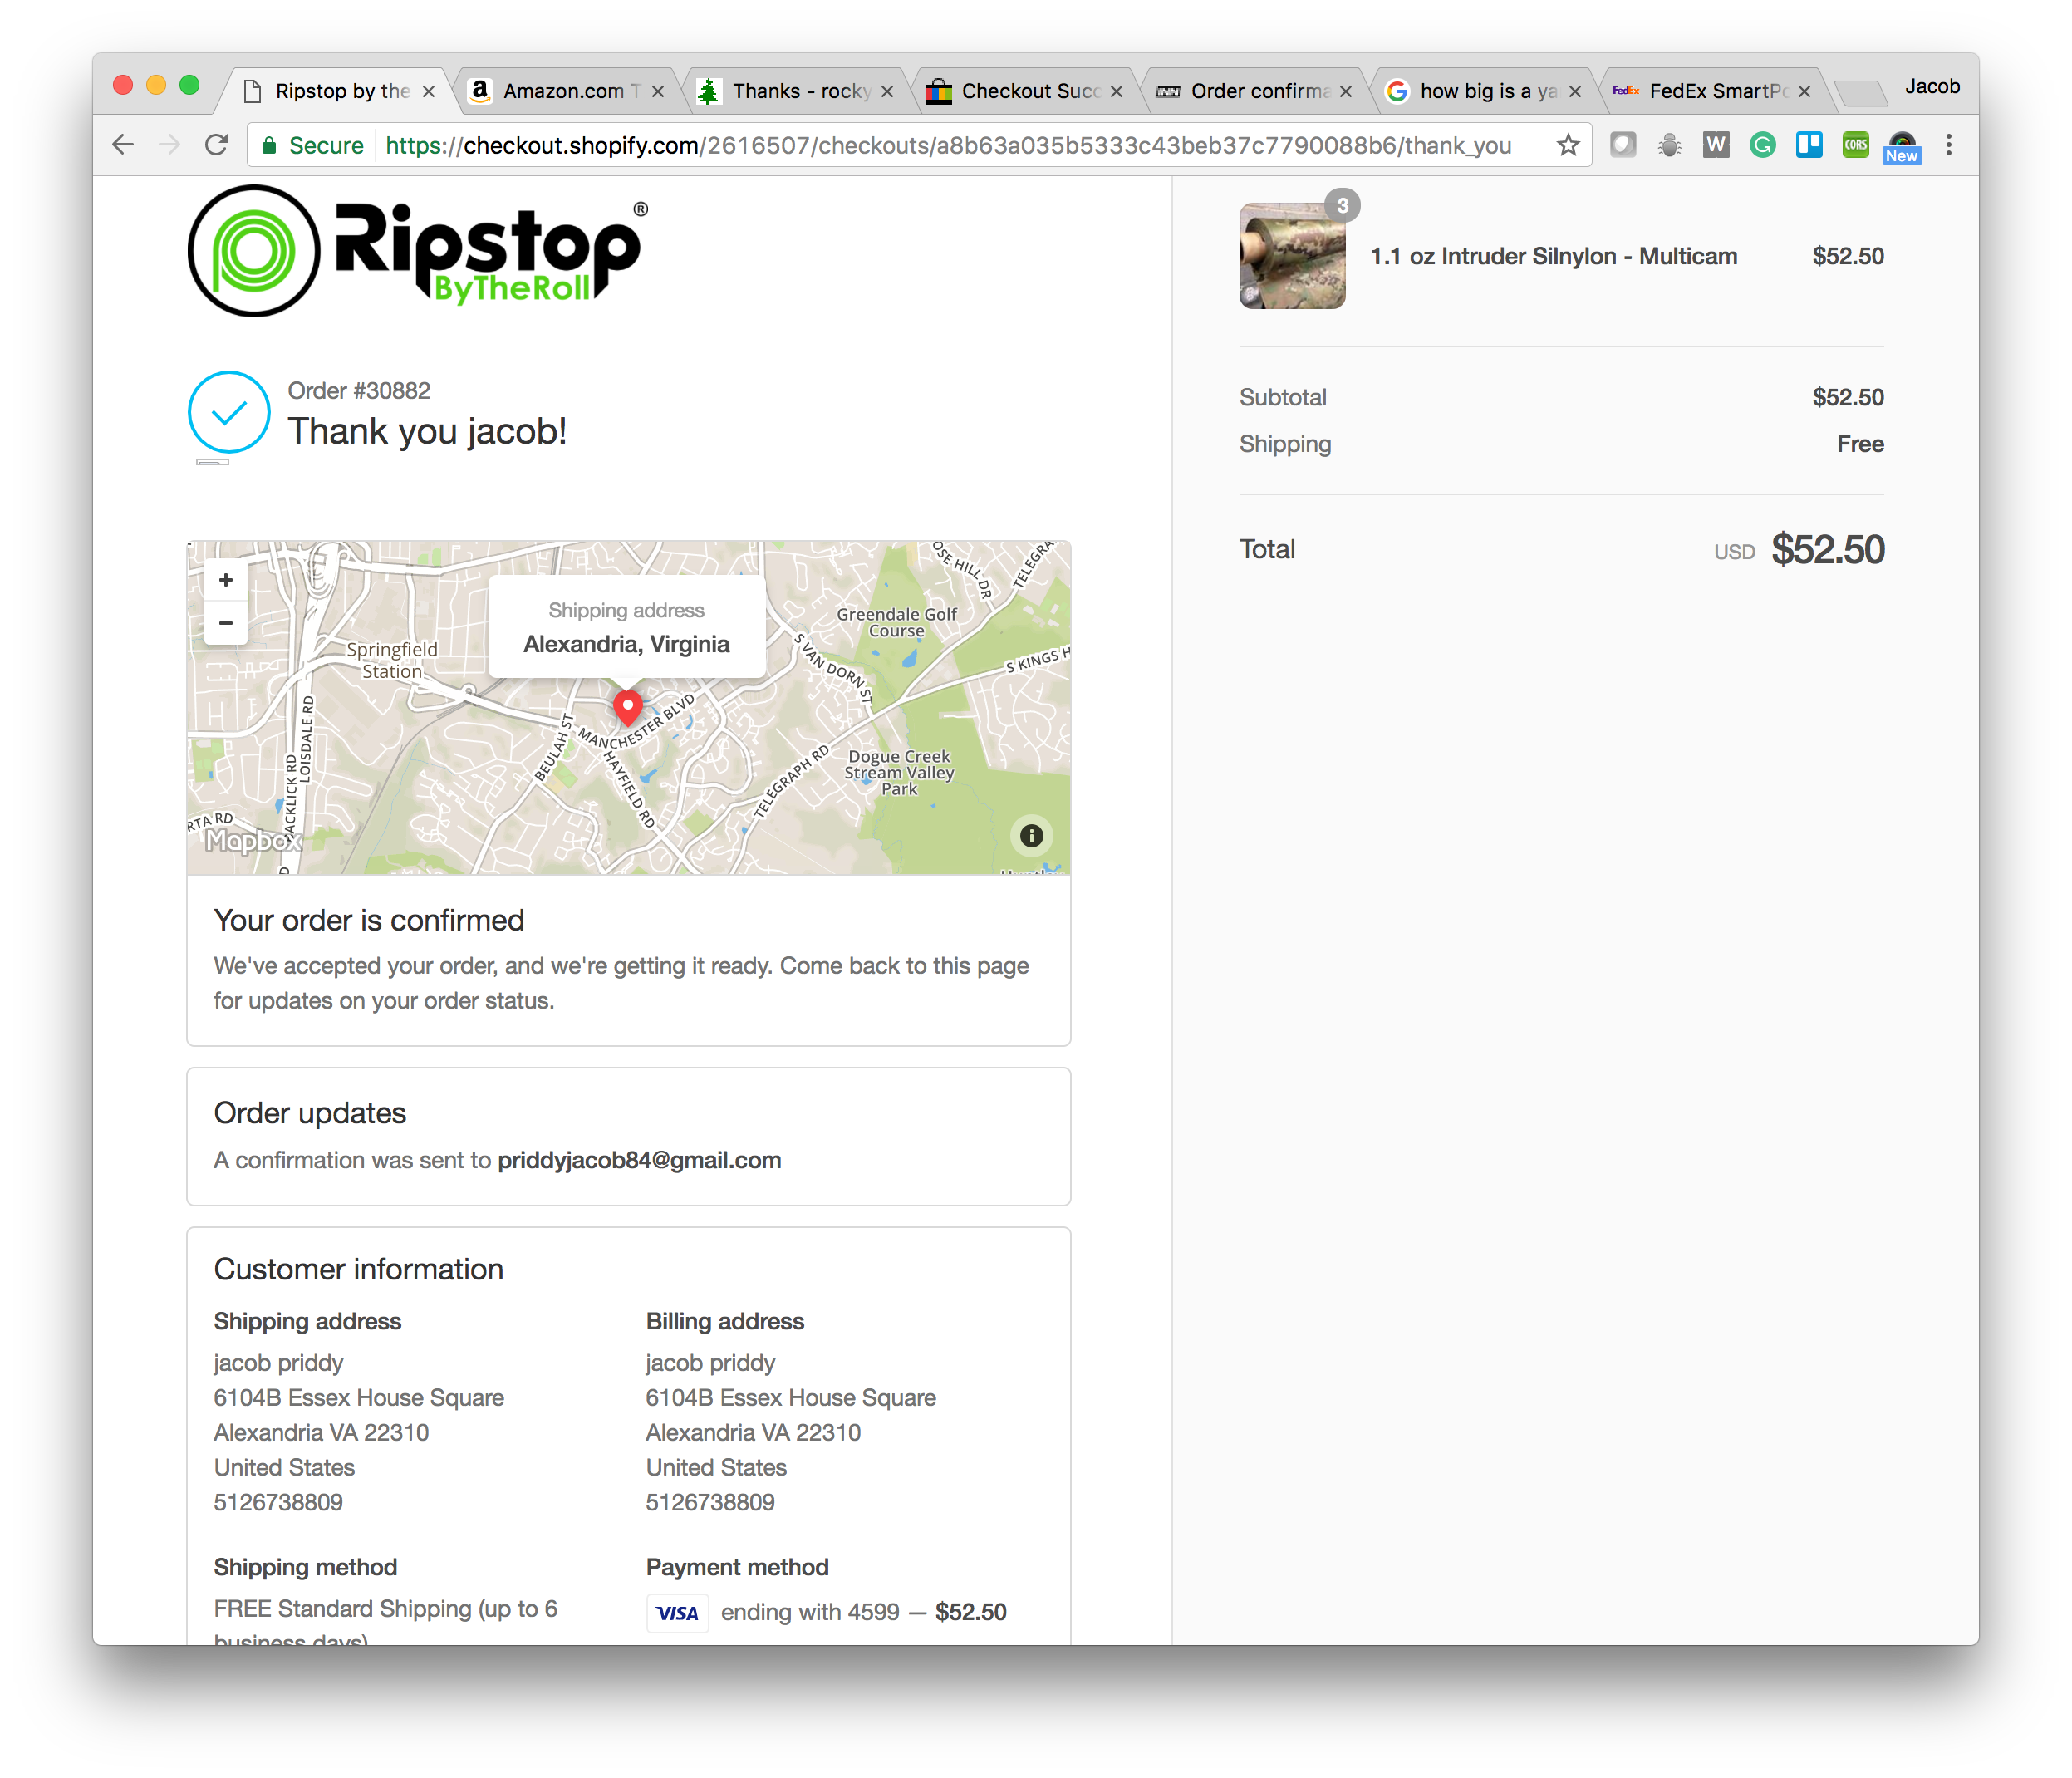 Ripstop by the
Amazon.com T
Thanks - rocky
Checkout Succ
Order confirma
how big is a ya
FedEx
FedEx SmartPo
Jacob
Secure
https://checkout.shopify.com/2616507/checkouts/a8b63a035b5333c43beb37c7790088b6/thank_you
W
CORS
New
Ripstop®
ByTheRoll
Order #30882
Thank you jacob!
+
−
Shipping address
Alexandria, Virginia
Springfield
Station
Greendale Golf
Course
OSE HILL DR
TELEGRA
S VAN DORN ST
S KINGS H
LOISDALE RD
ACKLICK RD
BEULAH ST
MANCHESTER BLVD
HAYFIELD RD
TELEGRAPH RD
Dogue Creek
Stream Valley
Park
RTA RD
Mapbox
Your order is confirmed
We've accepted your order, and we're getting it ready. Come back to this page
for updates on your order status.
Order updates
A confirmation was sent to priddyjacob84@gmail.com
Customer information
Shipping address
jacob priddy
6104B Essex House Square
Alexandria VA 22310
United States
5126738809
Billing address
jacob priddy
6104B Essex House Square
Alexandria VA 22310
United States
5126738809
Shipping method
FREE Standard Shipping (up to 6
business days)
Payment method
VISA ending with 4599 — $52.50
3
1.1 oz Intruder Silnylon - Multicam $52.50
Subtotal $52.50
Shipping Free
Total USD $52.50